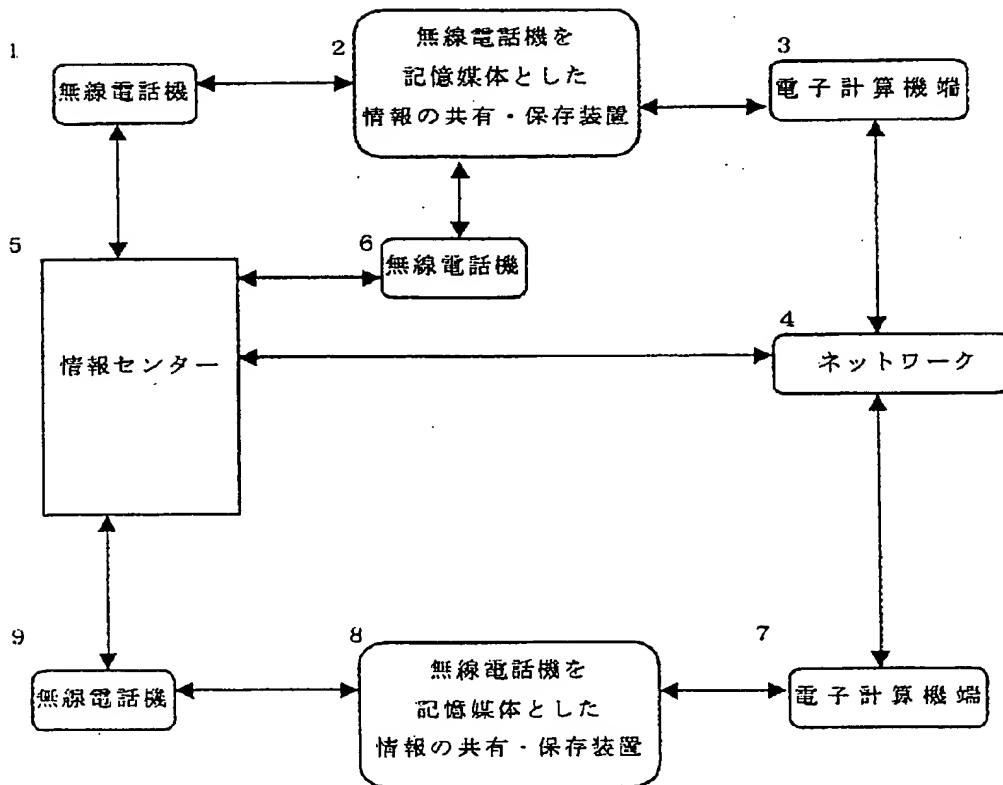 1
無線電話機
2
無線電話機を
記憶媒体とした
情報の共有・保存装置
3
電子計算機端
5
情報センター
6
無線電話機
4
ネットワーク
9
無線電話機
8
無線電話機を
記憶媒体とした
情報の共有・保存装置
7
電子計算機端